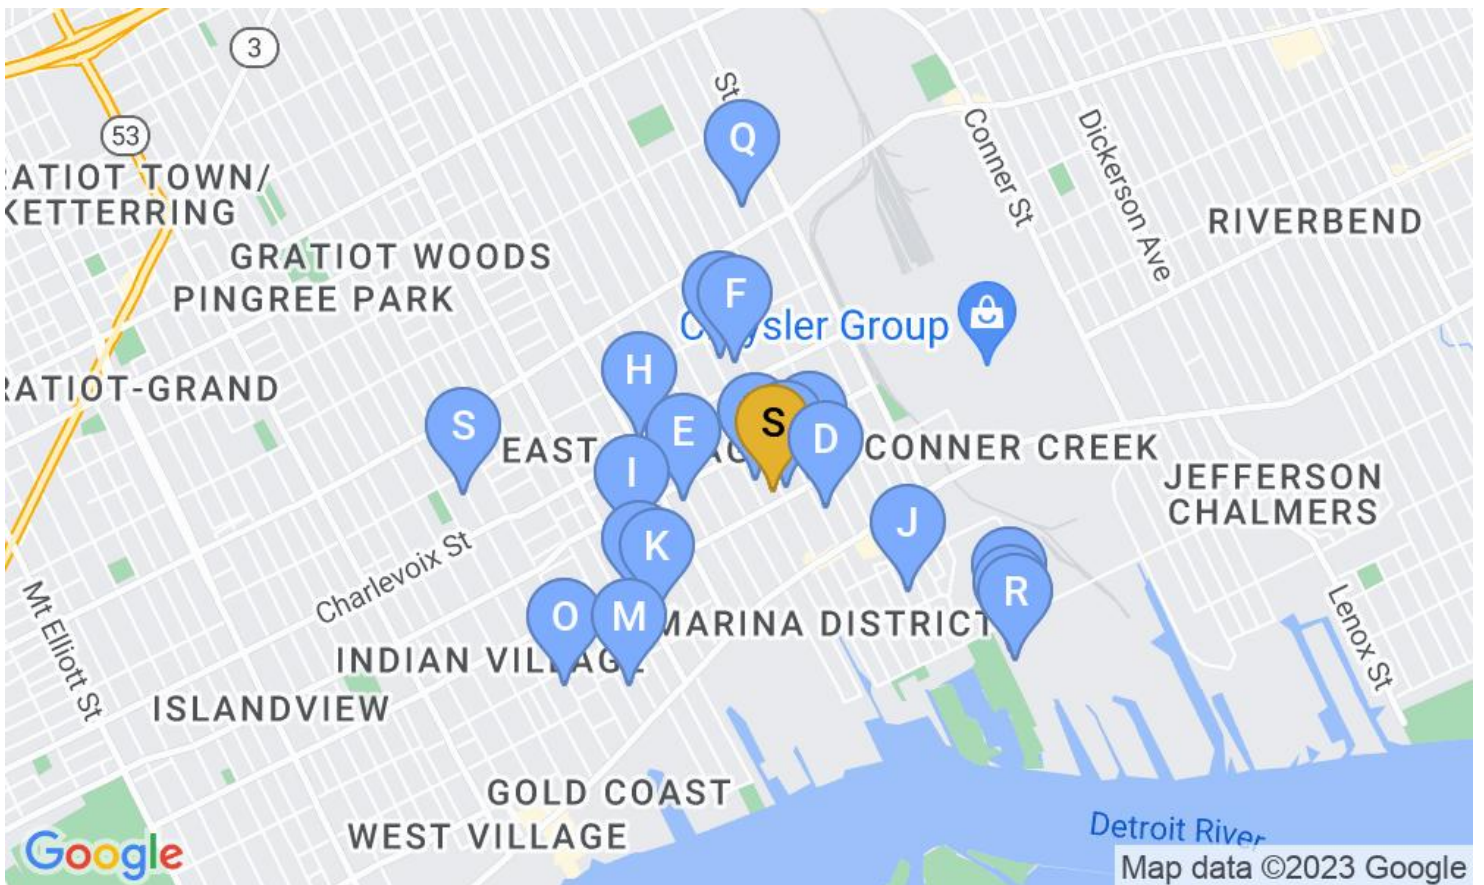 3
St
Q
53
Conner St
Dickerson Ave
ATIOT TOWN/
KETTERRING
RIVERBEND
GRATIOT WOODS
PINGREE PARK
F
Chrysler Group
H
RATIOT-GRAND
S
E
S
D
EAST
CONNER CREEK
I
JEFFERSON
CHALMERS
J
K
Charlevoix St
R
Mt Elliott St
O
M
MARINA DISTRICT
Lenox St
INDIAN VILLAGE
ISLANDVIEW
GOLD COAST
WEST VILLAGE
Detroit River
Google
Map data ©2023 Google